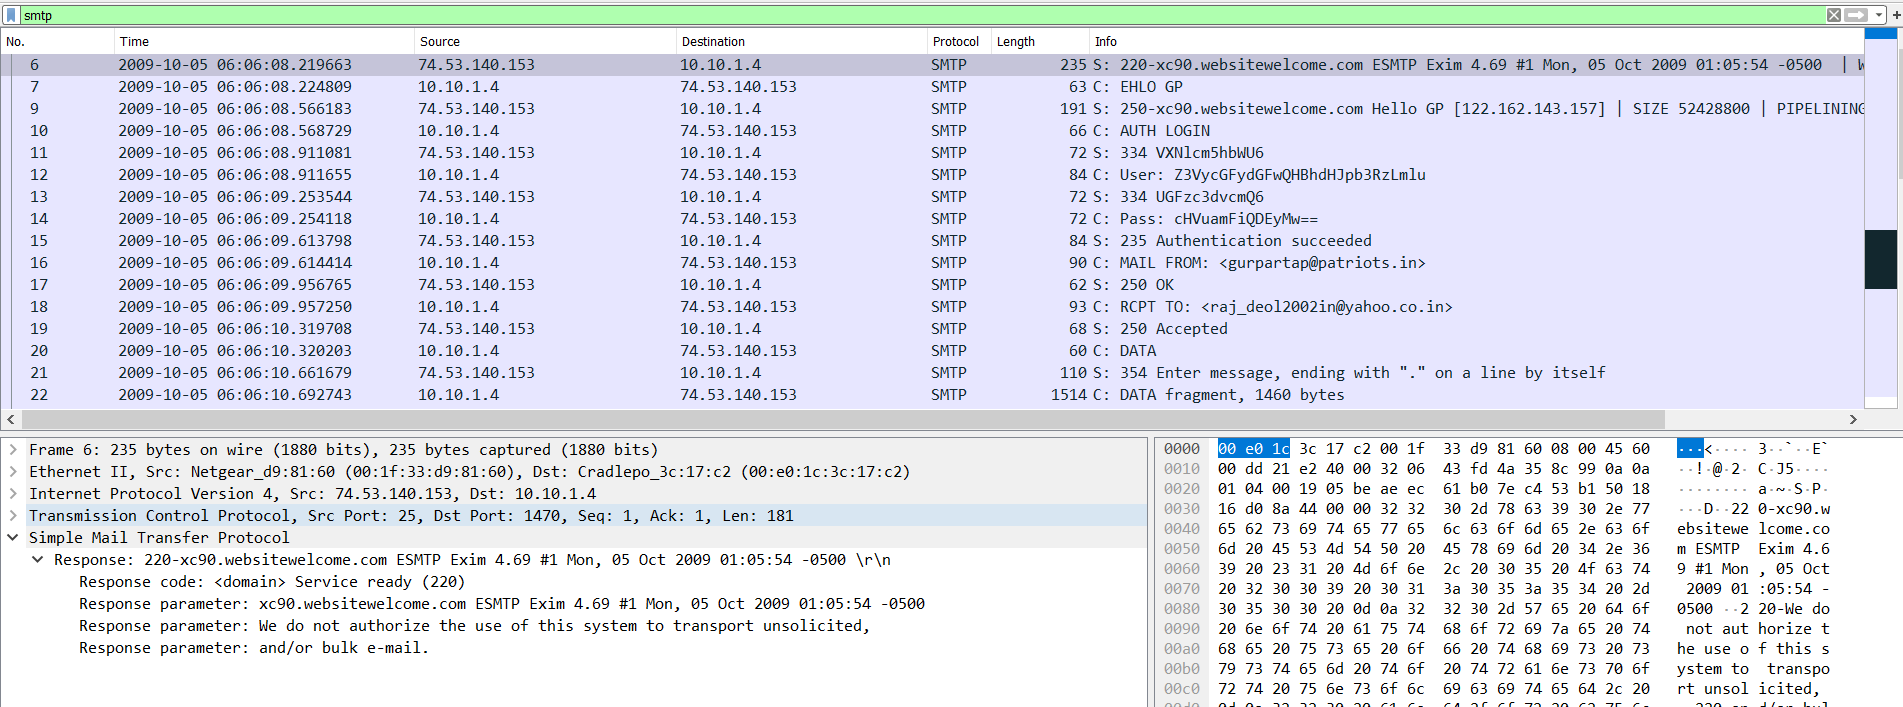 smtp
No. Time Source Destination Protocol Length Info
6 2009-10-05 06:06:08.219663 74.53.140.153 10.10.1.4 SMTP 235 S: 220-xc90.websitewelcome.com ESMTP Exim 4.69 #1 Mon, 05 Oct 2009 01:05:54 -0500 | W
7 2009-10-05 06:06:08.224809 10.10.1.4 74.53.140.153 SMTP 63 C: EHLO GP
9 2009-10-05 06:06:08.566183 74.53.140.153 10.10.1.4 SMTP 191 S: 250-xc90.websitewelcome.com Hello GP [122.162.143.157] | SIZE 52428800 | PIPELINING
10 2009-10-05 06:06:08.568729 10.10.1.4 74.53.140.153 SMTP 66 C: AUTH LOGIN
11 2009-10-05 06:06:08.911081 74.53.140.153 10.10.1.4 SMTP 72 S: 334 VXNlcm5hbWU6
12 2009-10-05 06:06:08.911655 10.10.1.4 74.53.140.153 SMTP 84 C: User: Z3VycGFydGFwQHBhdHJpb3RzLmlu
13 2009-10-05 06:06:09.253544 74.53.140.153 10.10.1.4 SMTP 72 S: 334 UGFzc3dvcmQ6
14 2009-10-05 06:06:09.254118 10.10.1.4 74.53.140.153 SMTP 72 C: Pass: cHVuamFiQDEyMw==
15 2009-10-05 06:06:09.613798 74.53.140.153 10.10.1.4 SMTP 84 S: 235 Authentication succeeded
16 2009-10-05 06:06:09.614414 10.10.1.4 74.53.140.153 SMTP 90 C: MAIL FROM: <gurpartap@patriots.in>
17 2009-10-05 06:06:09.956765 74.53.140.153 10.10.1.4 SMTP 62 S: 250 OK
18 2009-10-05 06:06:09.957250 10.10.1.4 74.53.140.153 SMTP 93 C: RCPT TO: <raj_deol2002in@yahoo.co.in>
19 2009-10-05 06:06:10.319708 74.53.140.153 10.10.1.4 SMTP 68 S: 250 Accepted
20 2009-10-05 06:06:10.320203 10.10.1.4 74.53.140.153 SMTP 60 C: DATA
21 2009-10-05 06:06:10.661679 74.53.140.153 10.10.1.4 SMTP 110 S: 354 Enter message, ending with "." on a line by itself
22 2009-10-05 06:06:10.692743 10.10.1.4 74.53.140.153 SMTP 1514 C: DATA fragment, 1460 bytes
Frame 6: 235 bytes on wire (1880 bits), 235 bytes captured (1880 bits)
Ethernet II, Src: Netgear_d9:81:60 (00:1f:33:d9:81:60), Dst: Cradlepo_3c:17:c2 (00:e0:1c:3c:17:c2)
Internet Protocol Version 4, Src: 74.53.140.153, Dst: 10.10.1.4
Transmission Control Protocol, Src Port: 25, Dst Port: 1470, Seq: 1, Ack: 1, Len: 181
Simple Mail Transfer Protocol
Response: 220-xc90.websitewelcome.com ESMTP Exim 4.69 #1 Mon, 05 Oct 2009 01:05:54 -0500 \r\n
Response code: <domain> Service ready (220)
Response parameter: xc90.websitewelcome.com ESMTP Exim 4.69 #1 Mon, 05 Oct 2009 01:05:54 -0500
Response parameter: We do not authorize the use of this system to transport unsolicited,
Response parameter: and/or bulk e-mail.
0000 00 e0 1c 3c 17 c2 00 1f 33 d9 81 60 08 00 45 60 ···<···· 3··`··E`
0010 00 dd 21 e2 40 00 32 06 43 fd 4a 35 8c 99 0a 0a ··!·@·2· C·J5····
0020 01 04 00 19 05 be ae ec 61 b0 7e c4 53 b1 50 18 ········ a·~·S·P·
0030 16 d0 8a 44 00 00 32 32 30 2d 78 63 39 30 2e 77 ···D··22 0-xc90.w
0040 65 62 73 69 74 65 77 65 6c 63 6f 6d 65 2e 63 6f ebsitewe lcome.co
0050 6d 20 45 53 4d 54 50 20 45 78 69 6d 20 34 2e 36 m ESMTP Exim 4.6
0060 39 20 23 31 20 4d 6f 6e 2c 20 30 35 20 4f 63 74 9 #1 Mon , 05 Oct
0070 20 32 30 30 39 20 30 31 3a 30 35 3a 35 34 20 2d 2009 01 :05:54 -
0080 30 35 30 30 20 0d 0a 32 32 30 2d 57 65 20 64 6f 0500 ··2 20-We do
0090 20 6e 6f 74 20 61 75 74 68 6f 72 69 7a 65 20 74 not aut horize t
00a0 68 65 20 75 73 65 20 6f 66 20 74 68 69 73 20 73 he use o f this s
00b0 79 73 74 65 6d 20 74 6f 20 74 72 61 6e 73 70 6f ystem to transpo
00c0 72 74 20 75 6e 73 6f 6c 69 63 69 74 65 64 2c 20 rt unsol icited,